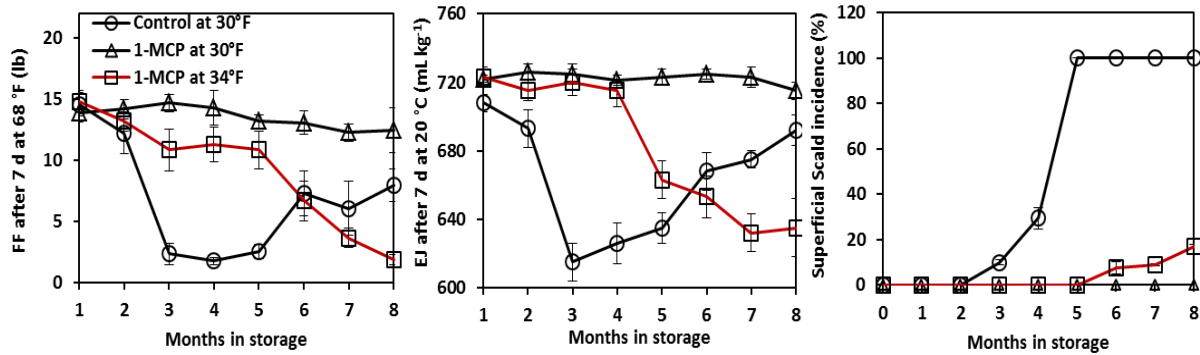 FF after 7 d at 68 °F (lb)
20
15
10
5
0
Control at 30°F
1-MCP at 30°F
1-MCP at 34°F
1 2 3 4 5 6 7 8
Months in storage
EJ after 7 d at 20 °C (mL kg-1)
760
720
680
640
600
1 2 3 4 5 6 7 8
Months in storage
Superficial Scald incidence (%)
120
100
80
60
40
20
0
0 1 2 3 4 5 6 7 8
Months in storage